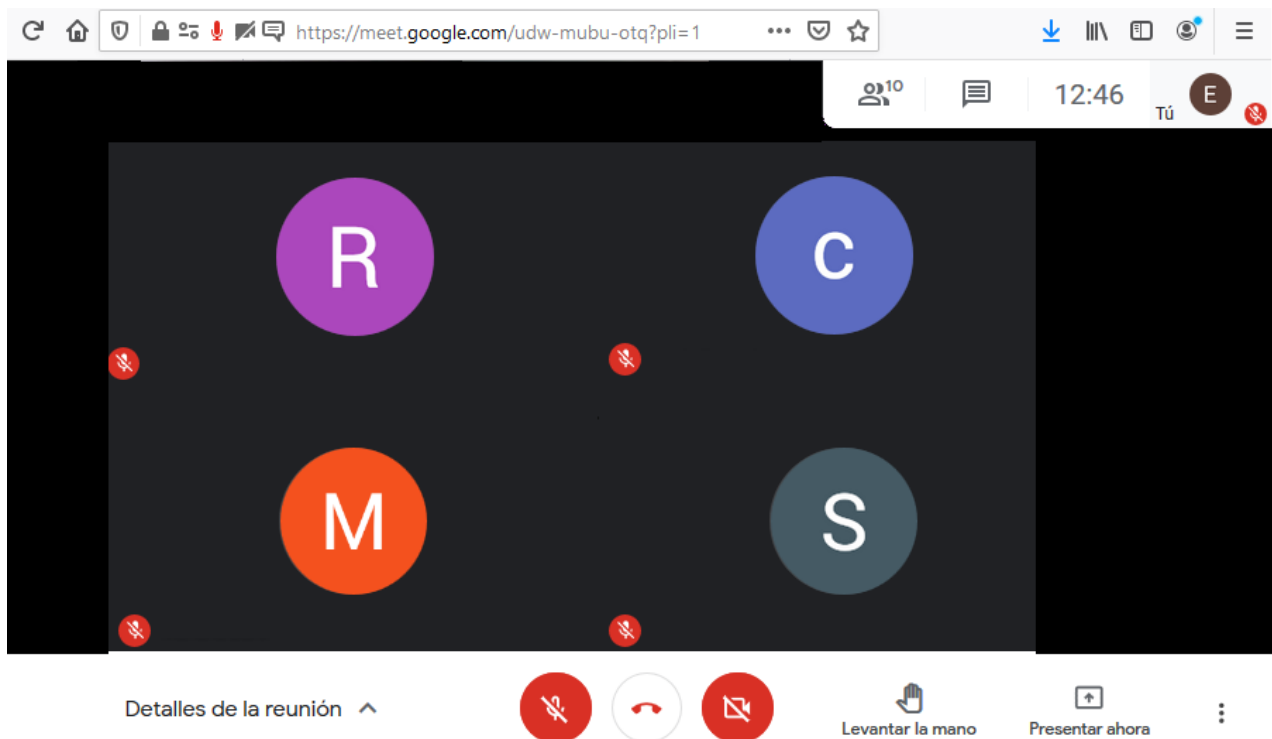 https://meet.google.com/udw-mubu-otq?pli=1
10
12:46
Tú
E
R
C
M
S
Detalles de la reunión
Levantar la mano
Presentar ahora